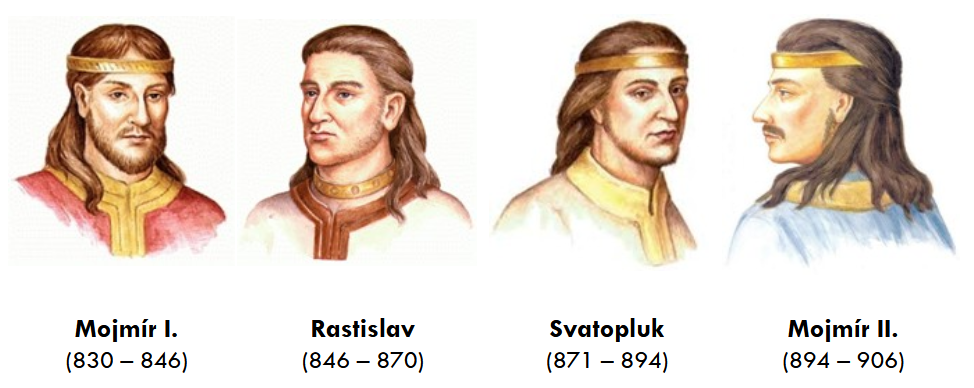 Mojmír I.
(830 – 846)
Rastislav
(846 – 870)
Svatopluk
(871 – 894)
Mojmír II.
(894 – 906)